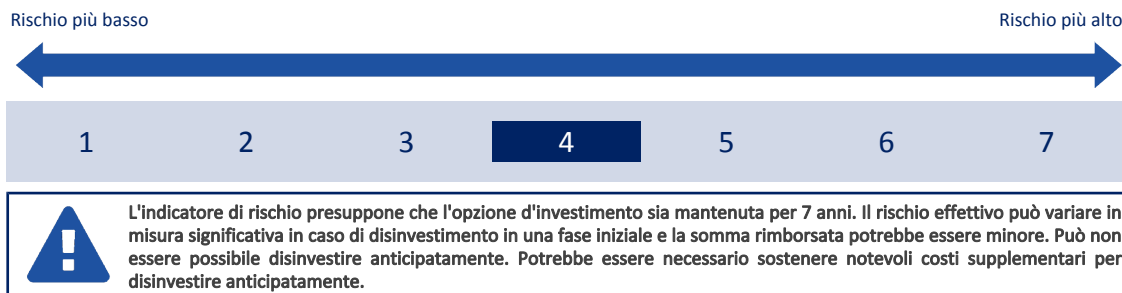 Rischio più basso Rischio più alto
1 2 3 4 5 6 7
L'indicatore di rischio presuppone che l'opzione d'investimento sia mantenuta per 7 anni. Il rischio effettivo può variare in
misura significativa in caso di disinvestimento in una fase iniziale e la somma rimborsata potrebbe essere minore. Può non
essere possibile disinvestire anticipatamente. Potrebbe essere necessario sostenere notevoli costi supplementari per
disinvestire anticipatamente.